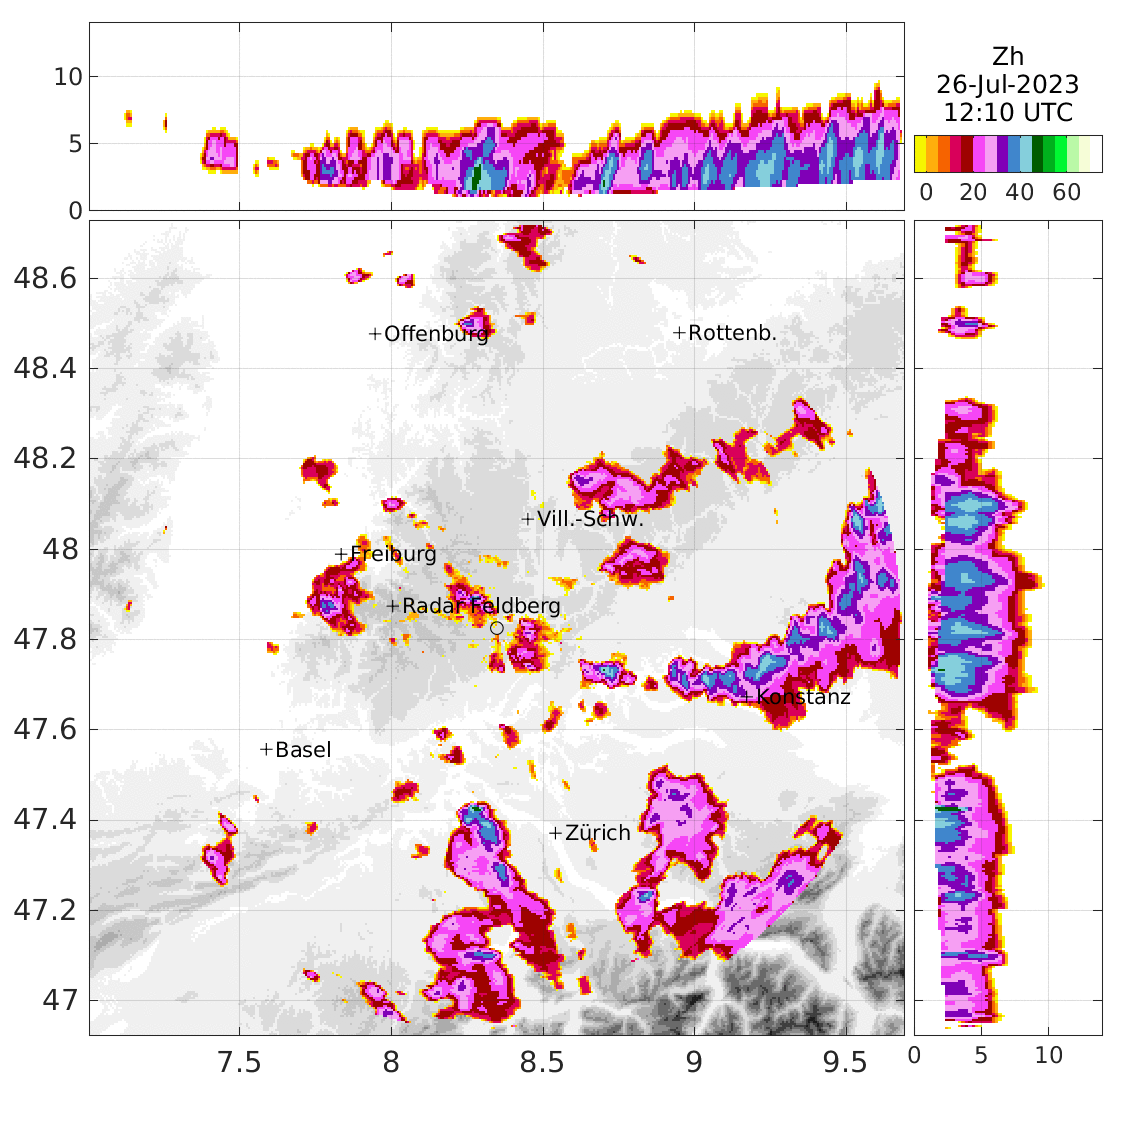 10
5
0
Zh
26-Jul-2023
12:10 UTC
0 20 40 60
48.6
48.4
48.2
48
47.8
47.6
47.4
47.2
47
Offenburg
Rottenb.
Vill.-Schw.
Freiburg
Radar Feldberg
Konstanz
Basel
Zürich
7.5 8 8.5 9 9.5
0 5 10